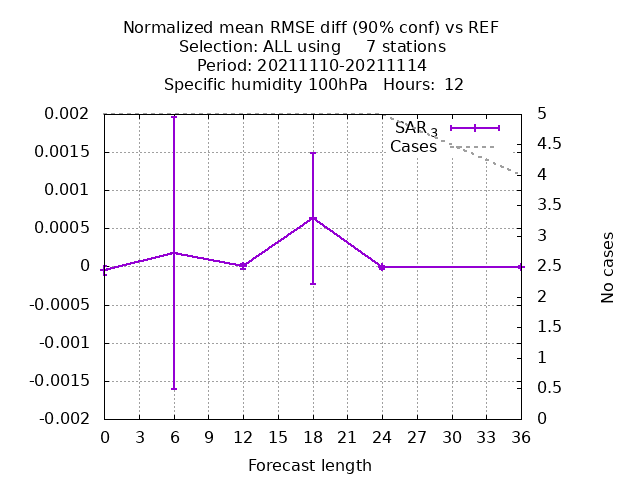 Normalized mean RMSE diff (90% conf) vs REF
Selection: ALL using     7 stations
Period: 20211110-20211114
Specific humidity 100hPa   Hours:  12
SAR3
Cases
0.002
0.0015
0.001
0.0005
0
-0.0005
-0.001
-0.0015
-0.002
5
4.5
4
3.5
3
2.5
2
1.5
1
0.5
0
No cases
0 3 6 9 12 15 18 21 24 27 30 33 36
Forecast length